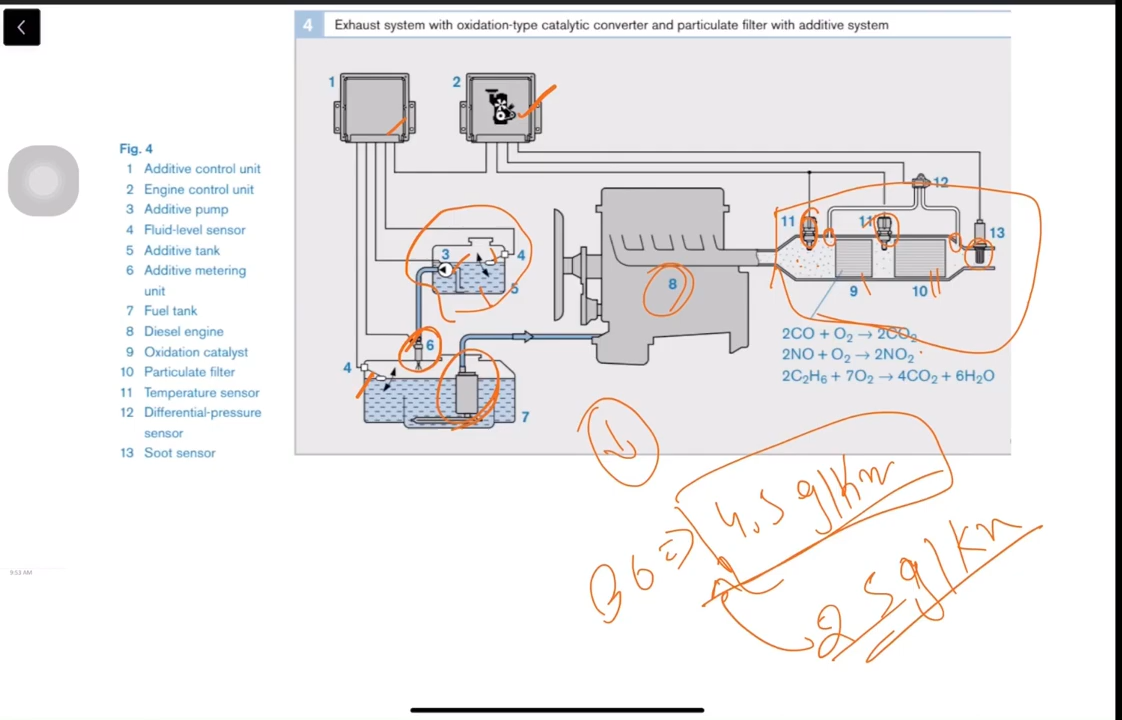 4 Exhaust system with oxidation-type catalytic converter and particulate filter with additive system
1
2
Fig. 4
1 Additive control unit
2 Engine control unit
3 Additive pump
4 Fluid-level sensor
5 Additive tank
6 Additive metering
unit
7 Fuel tank
8 Diesel engine
9 Oxidation catalyst
10 Particulate filter
11 Temperature sensor
12 Differential-pressure
sensor
13 Soot sensor
12
11
11
13
3
4
5
8
9
10
6
4
7
2CO + O₂ → 2CO₂
2NO + O₂ → 2NO₂
2C₂H₆ + 7O₂ → 4CO₂ + 6H₂O
4.5 g/km
B6 ⇒
9:53 AM